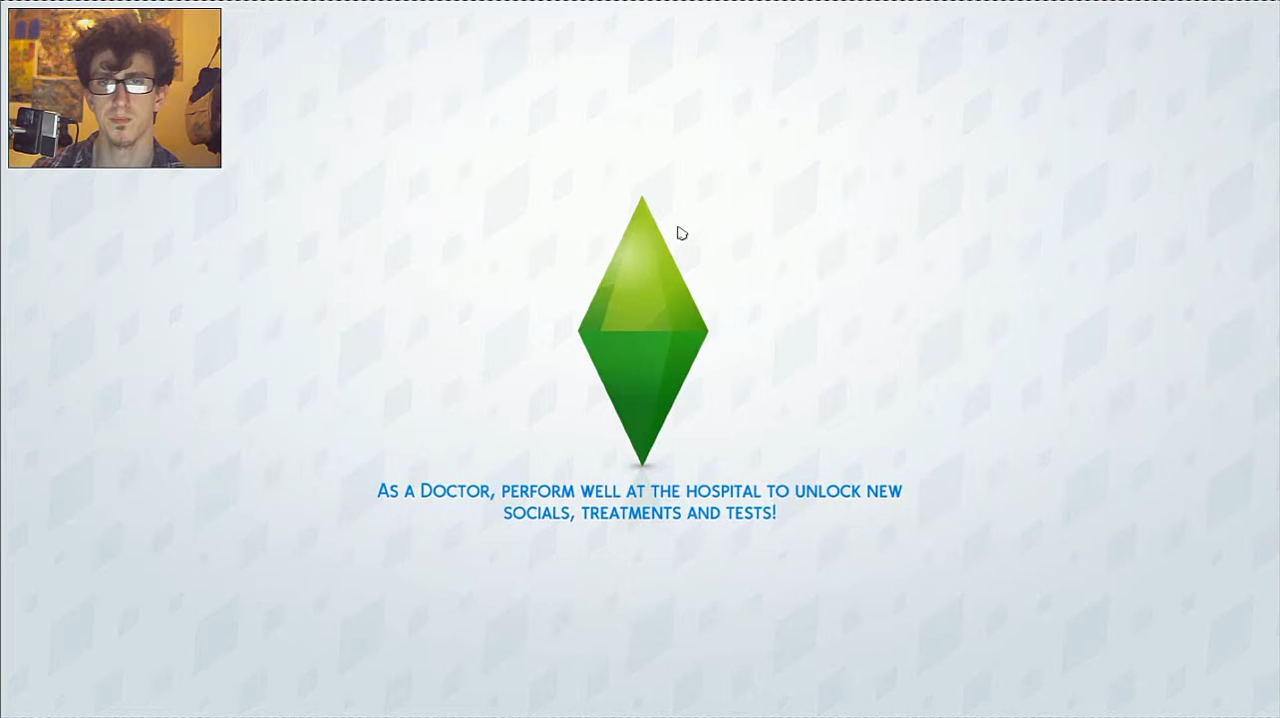 As a Doctor, perform well at the hospital to unlock new
socials, treatments and tests!